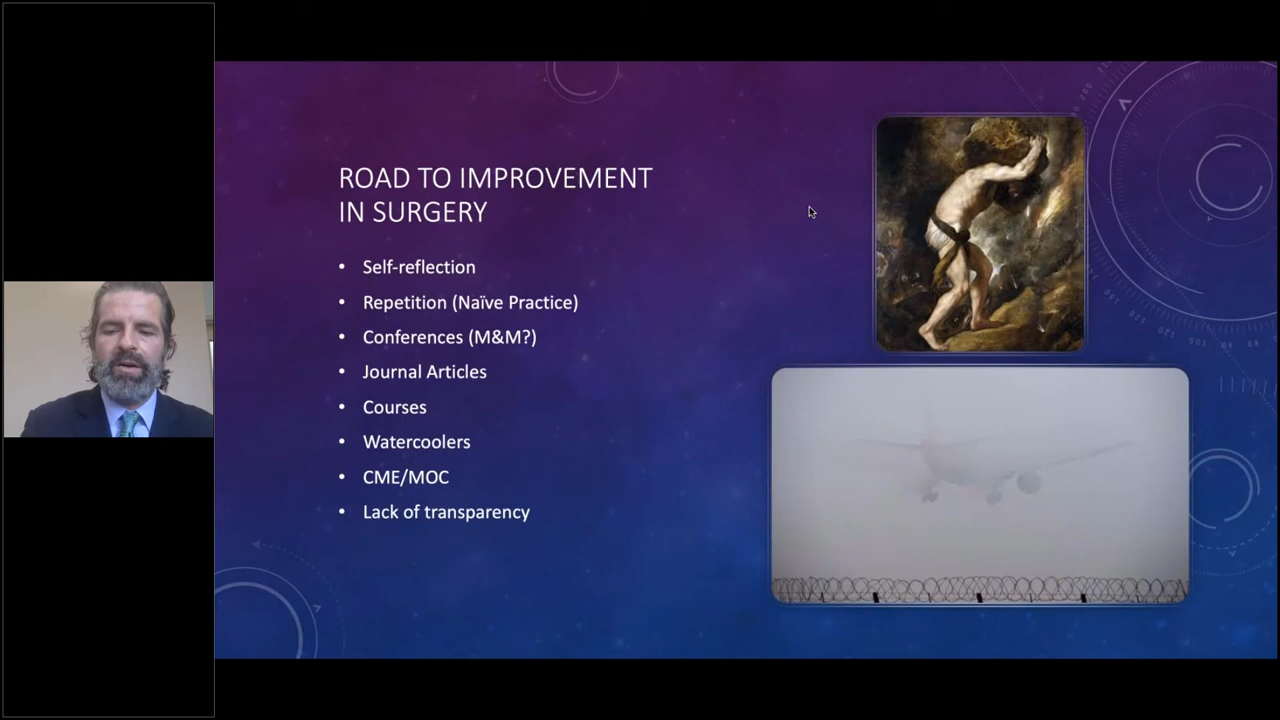 ROAD TO IMPROVEMENT
IN SURGERY
• Self-reflection
• Repetition (Naïve Practice)
• Conferences (M&M?)
• Journal Articles
• Courses
• Watercoolers
• CME/MOC
• Lack of transparency